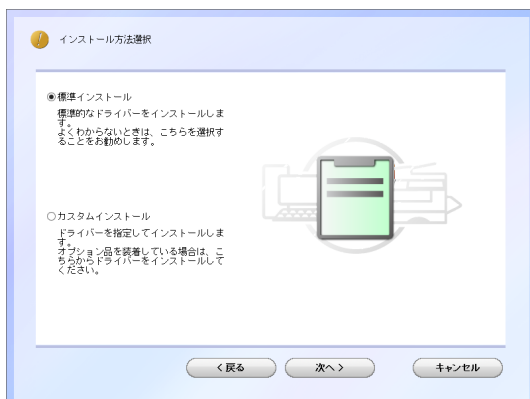 インストール方法選択
標準インストール
標準的なドライバーをインストールしま
す。
よくわからないときは、こちらを選択す
ることをお勧めします。
カスタムインストール
ドライバーを指定してインストールしま
す。
オプション品を装着している場合は、こ
ちらからドライバーをインストールして
ください。
< 戻る
次へ >
キャンセル